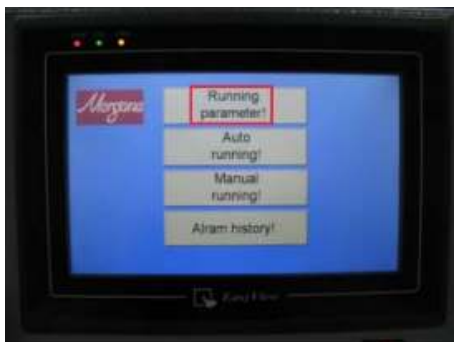 Morgana
Running
parameter!
Auto
running!
Manual
running!
Alram history!